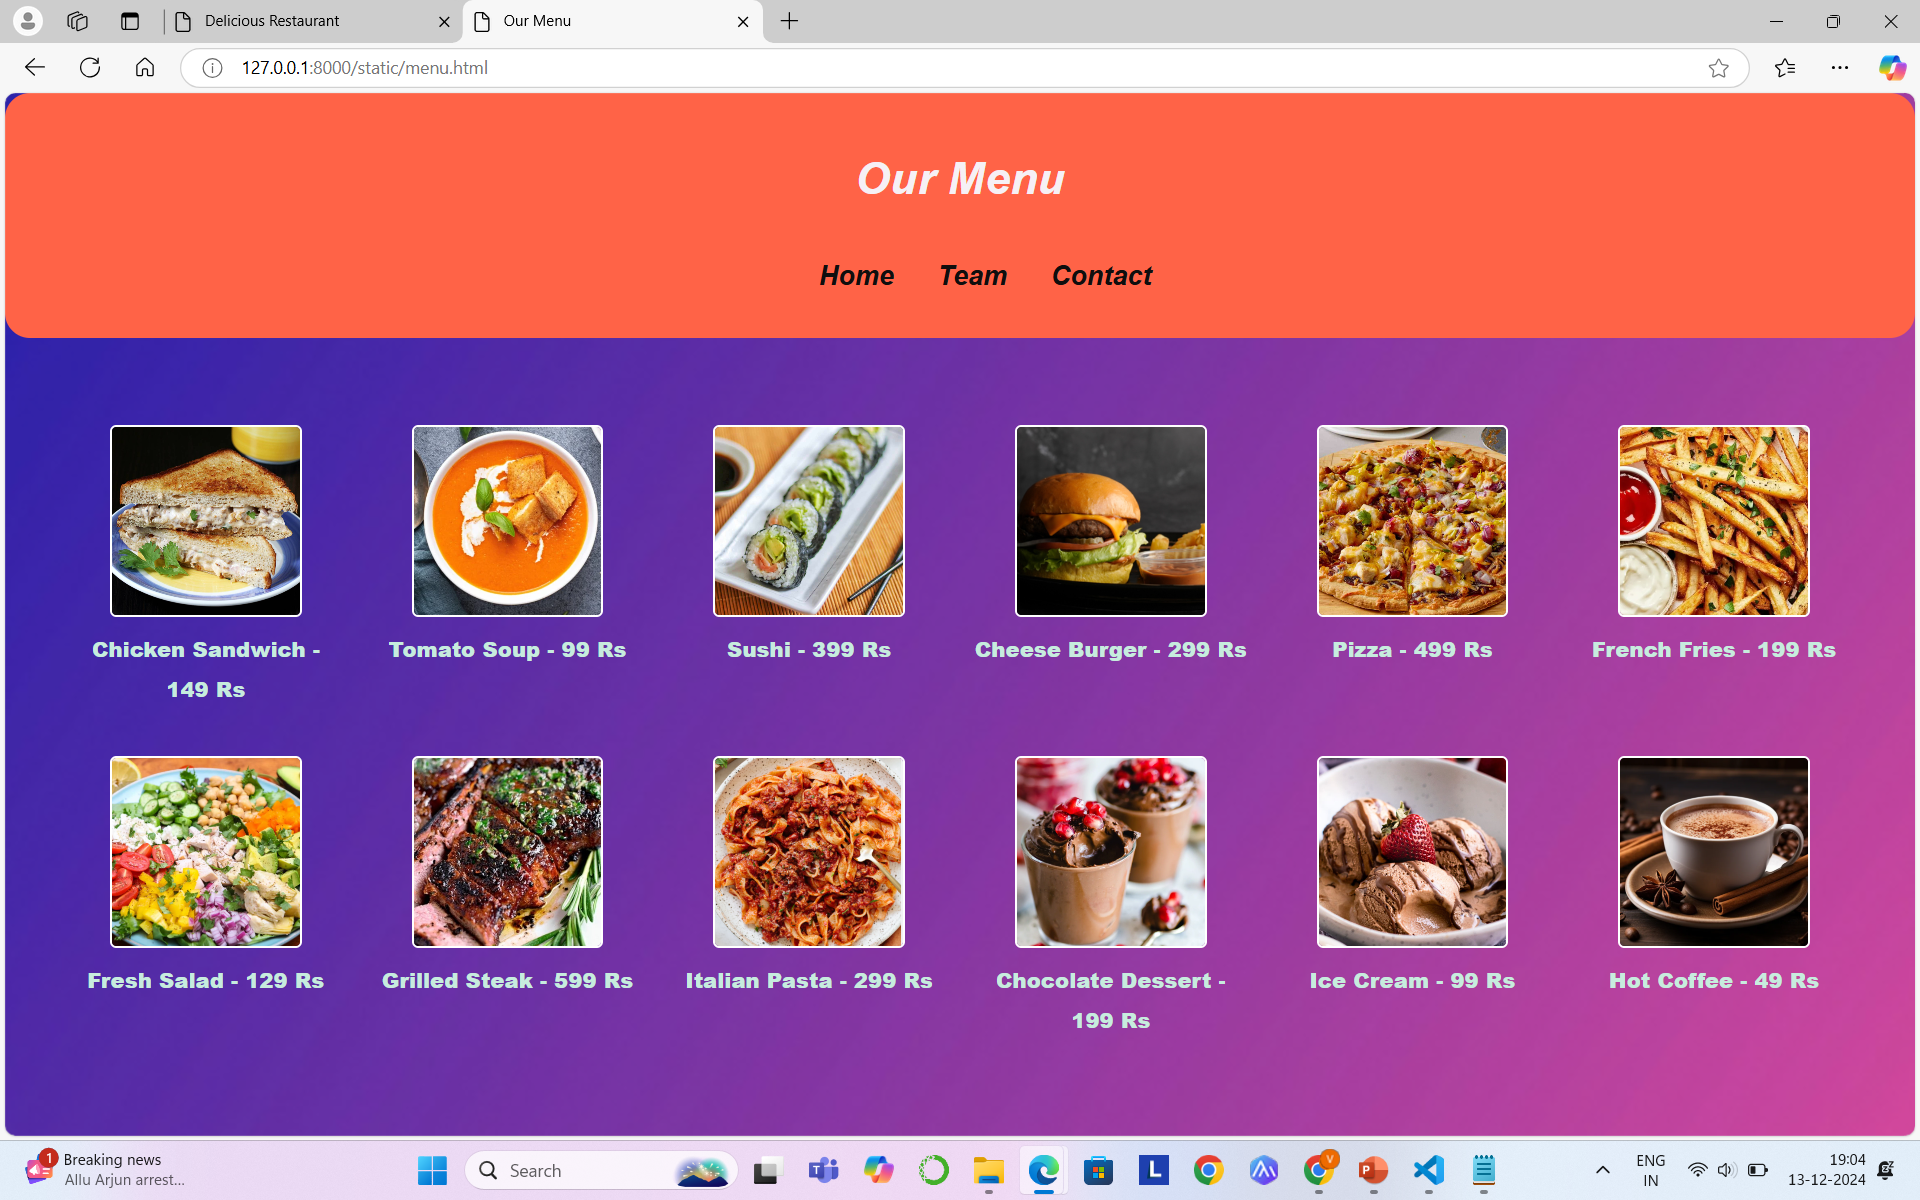 Delicious Restaurant
Our Menu
127.0.0.1:8000/static/menu.html
Our Menu
Home Team Contact
Chicken Sandwich -
149 Rs
Tomato Soup - 99 Rs
Sushi - 399 Rs
Cheese Burger - 299 Rs
Pizza - 499 Rs
French Fries - 199 Rs
Fresh Salad - 129 Rs
Grilled Steak - 599 Rs
Italian Pasta - 299 Rs
Chocolate Dessert -
199 Rs
Ice Cream - 99 Rs
Hot Coffee - 49 Rs
1
Breaking news
Allu Arjun arrest...
Search
T
L
V
P
ENG
IN
19:04
13-12-2024